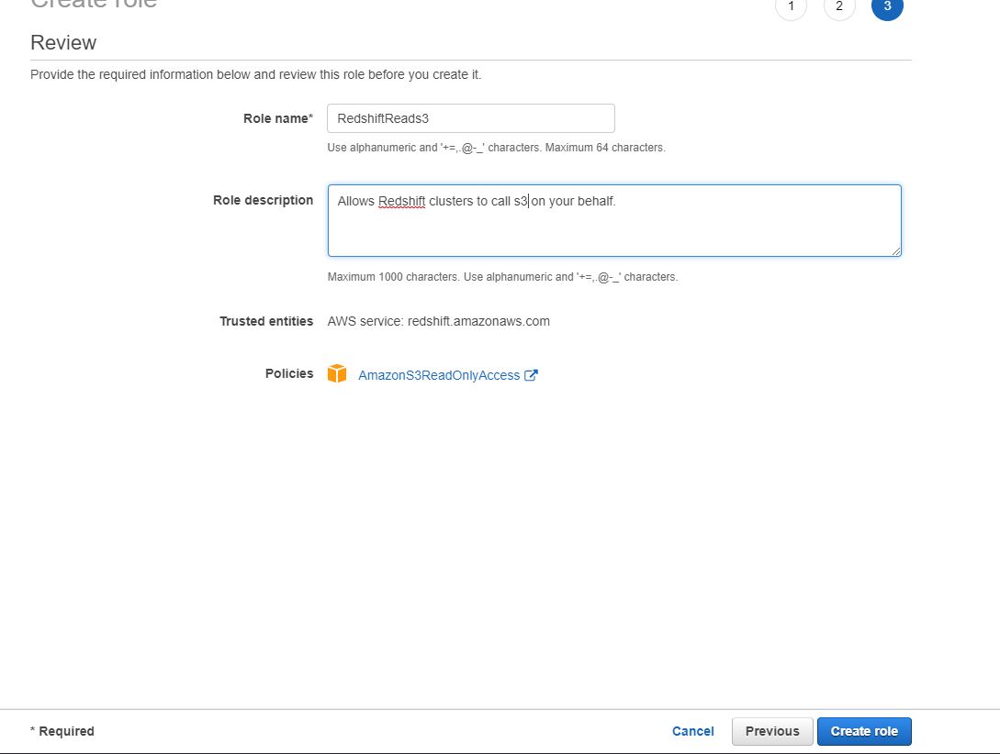 Create role
1 2 3
Review
Provide the required information below and review this role before you create it.
Role name* RedshiftReads3
Use alphanumeric and '+=,.@-_' characters. Maximum 64 characters.
Role description Allows Redshift clusters to call s3 on your behalf.
Maximum 1000 characters. Use alphanumeric and '+=,.@-_' characters.
Trusted entities AWS service: redshift.amazonaws.com
Policies AmazonS3ReadOnlyAccess
* Required Cancel Previous Create role